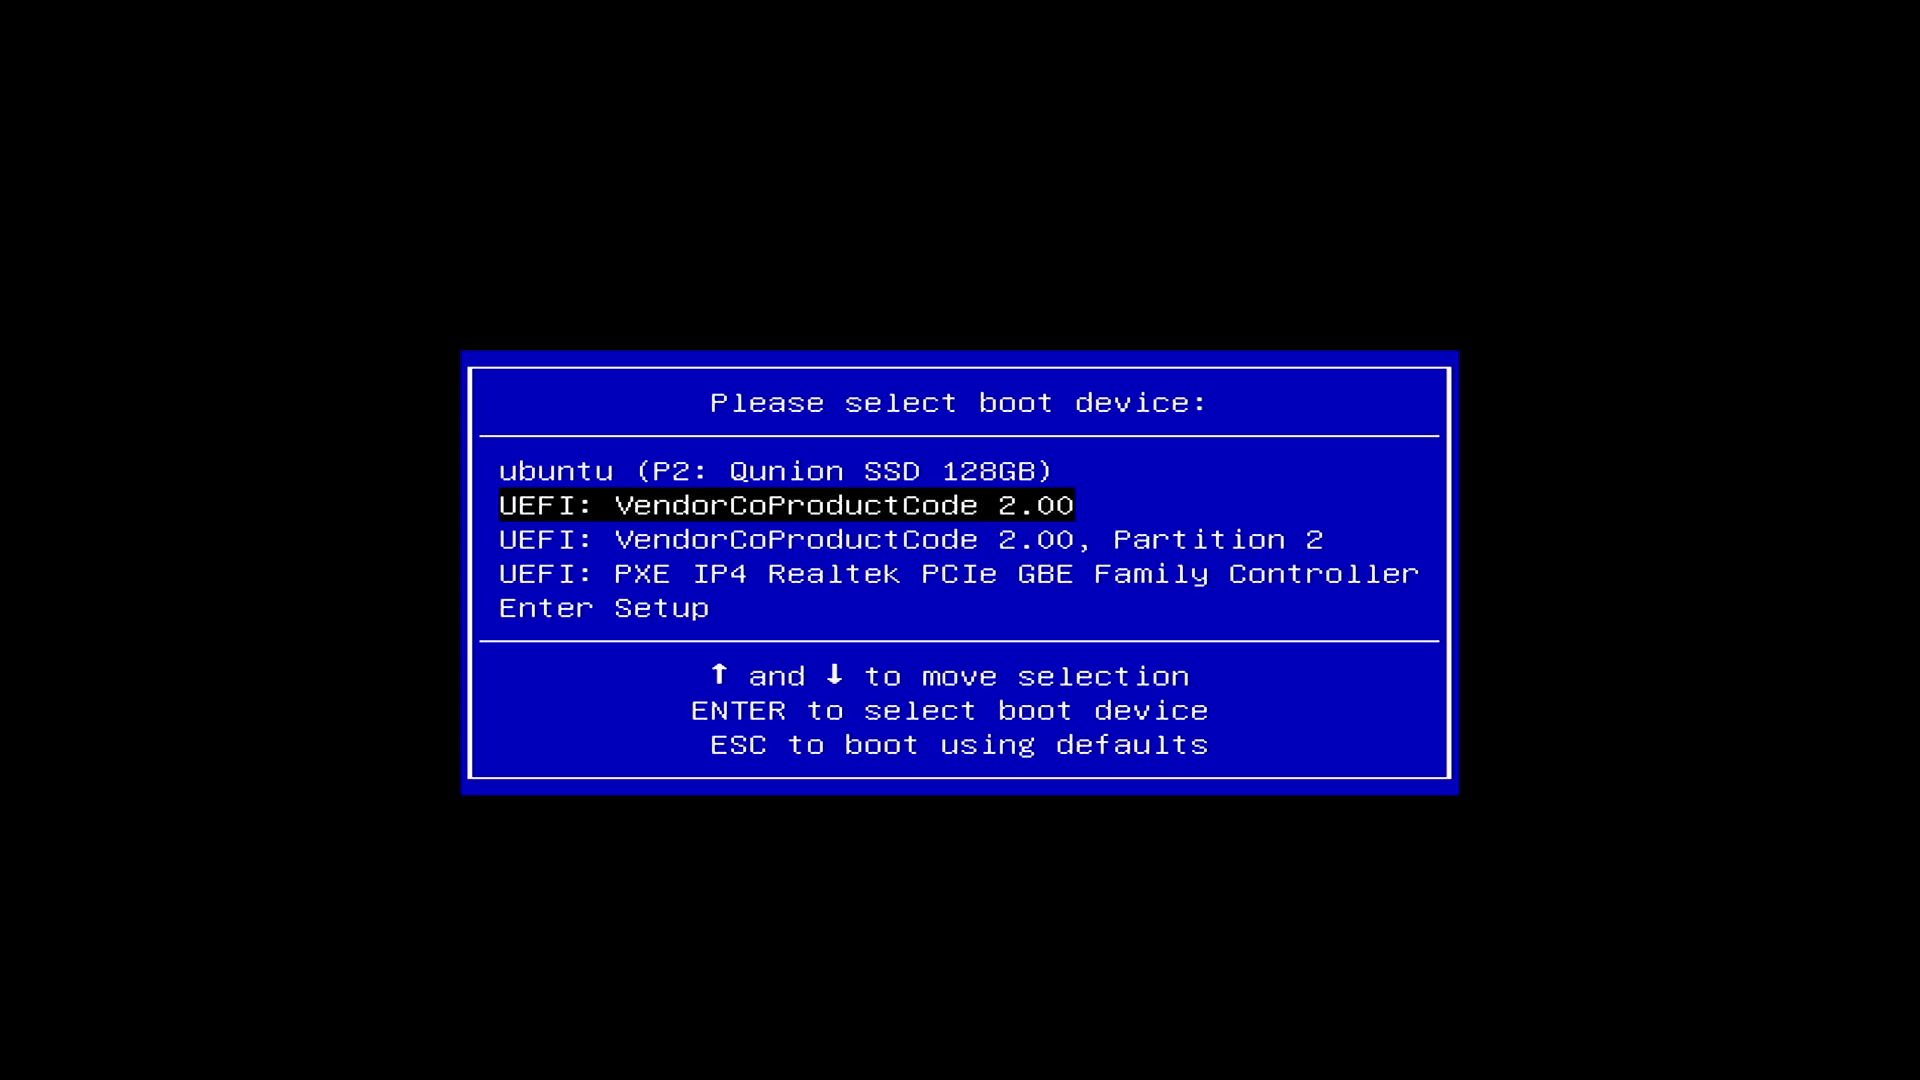 Please select boot device:
ubuntu (P2: Qunion SSD 128GB)
UEFI: VendorCoProductCode 2.00
UEFI: VendorCoProductCode 2.00, Partition 2
UEFI: PXE IP4 Realtek PCIe GBE Family Controller
Enter Setup
↑ and ↓ to move selection
ENTER to select boot device
ESC to boot using defaults